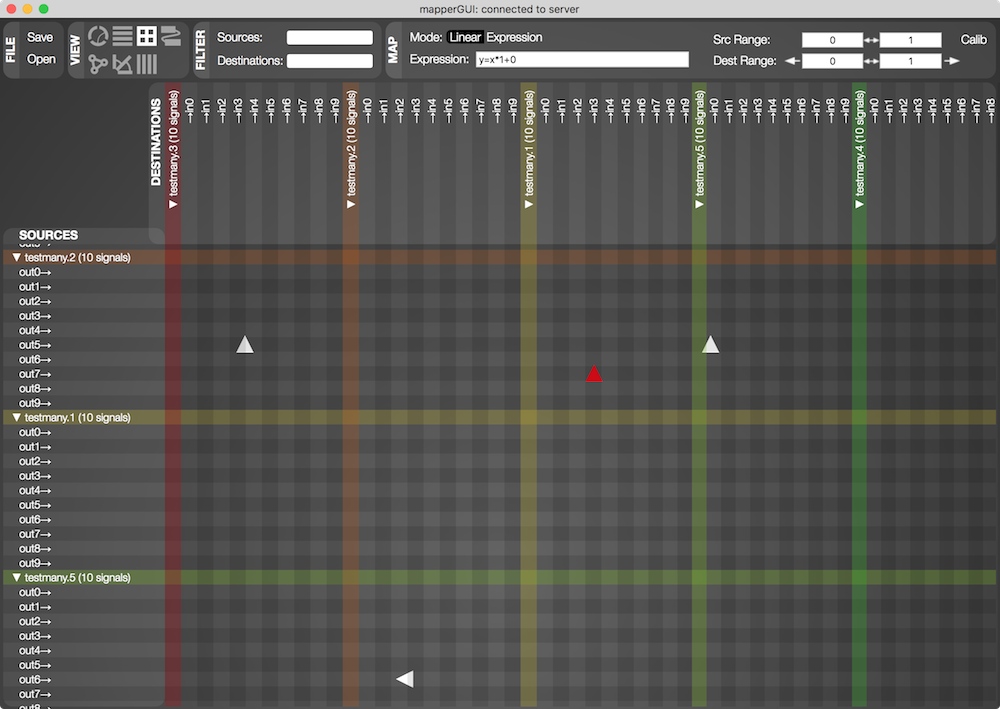 mapperGUI: connected to server
FILE
Save
Open
VIEW
FILTER
Sources:
Destinations:
MAP
Mode: Linear Expression
Expression: y=x*1+0
Src Range: 0 1 Calib
Dest Range: 0 1
DESTINATIONS
▼ testmany.3 (10 signals)
→in0
→in1
→in2
→in3
→in4
→in5
→in6
→in7
→in8
→in9
▼ testmany.2 (10 signals)
→in0
→in1
→in2
→in3
→in4
→in5
→in6
→in7
→in8
→in9
▼ testmany.1 (10 signals)
→in0
→in1
→in2
→in3
→in4
→in5
→in6
→in7
→in8
→in9
▼ testmany.5 (10 signals)
→in0
→in1
→in2
→in3
→in4
→in5
→in6
→in7
→in8
→in9
▼ testmany.4 (10 signals)
→in0
→in1
→in2
→in3
→in4
→in5
→in6
→in7
→in8
SOURCES
▼ testmany.2 (10 signals)
out0→
out1→
out2→
out3→
out4→
out5→
out6→
out7→
out8→
out9→
▼ testmany.1 (10 signals)
out0→
out1→
out2→
out3→
out4→
out5→
out6→
out7→
out8→
out9→
▼ testmany.5 (10 signals)
out0→
out1→
out2→
out3→
out4→
out5→
out6→
out7→
out8→